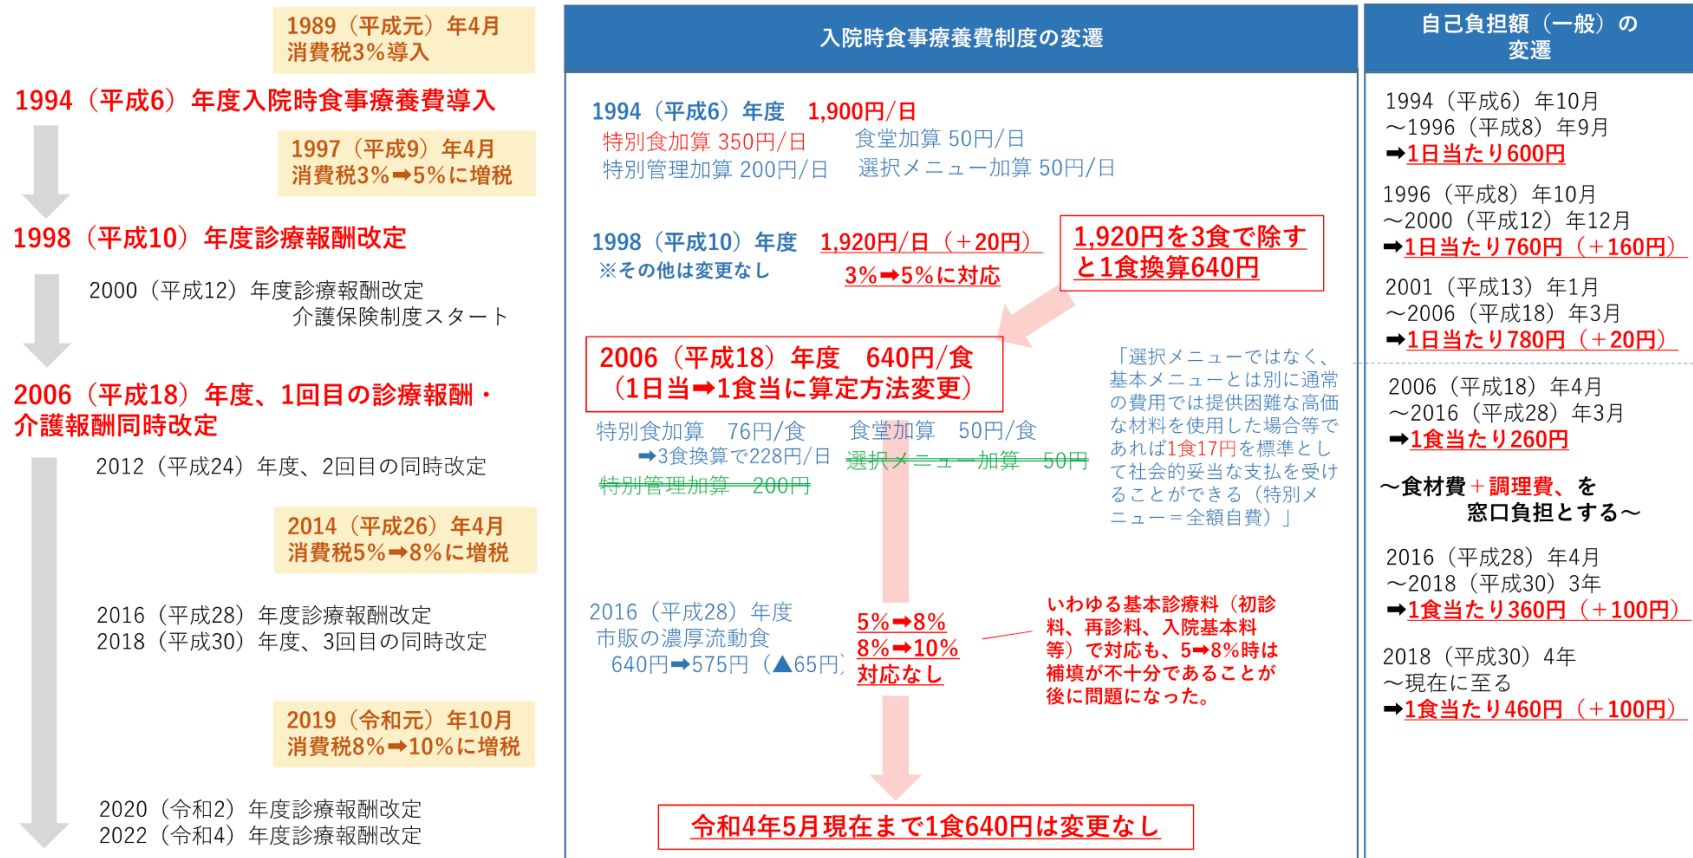 1989（平成元）年4月
消費税3%導入
1994（平成6）年度入院時食事療養費導入
1997（平成9）年4月
消費税3%➡5%に増税
1998（平成10）年度診療報酬改定
2000（平成12）年度診療報酬改定
介護保険制度スタート
2006（平成18）年度、1回目の診療報酬・
介護報酬同時改定
2012（平成24）年度、2回目の同時改定
2014（平成26）年4月
消費税5%➡8%に増税
2016（平成28）年度診療報酬改定
2018（平成30）年度、3回目の同時改定
2019（令和元）年10月
消費税8%➡10%に増税
2020（令和2）年度診療報酬改定
2022（令和4）年度診療報酬改定
入院時食事療養費制度の変遷
1994（平成6）年度　1,900円/日
特別食加算 350円/日　食堂加算 50円/日
特別管理加算 200円/日　選択メニュー加算 50円/日
1998（平成10）年度　1,920円/日（＋20円）
※その他は変更なし　3%➡5%に対応
1,920円を3食で除す
と1食換算640円
2006（平成18）年度　640円/食
（1日当➡1食当に算定方法変更）
特別食加算　76円/食　食堂加算　50円/食
➡3食換算で228円/日　選択メニュー加算　50円
特別管理加算　200円
「選択メニューではなく、
基本メニューとは別に通常
の費用では提供困難な高価
な材料を使用した場合等で
あれば1食17円を標準とし
て社会的妥当な支払を受け
ることができる（特別メ
ニュー＝全額自費）」
2016（平成28）年度
市販の濃厚流動食
640円➡575円（▲65円）
5%➡8%
8%➡10%
対応なし
いわゆる基本診療料（初診
料、再診料、入院基本料
等）で対応も、5➡8%時は
補填が不十分であることが
後に問題になった。
令和4年5月現在まで1食640円は変更なし
自己負担額（一般）の
変遷
1994（平成6）年10月
～1996（平成8）年9月
➡1日当たり600円
1996（平成8）年10月
～2000（平成12）年12月
➡1日当たり760円（＋160円）
2001（平成13）年1月
～2006（平成18）年3月
➡1日当たり780円（＋20円）
2006（平成18）年4月
～2016（平成28）年3月
➡1食当たり260円
～食材費＋調理費、を
窓口負担とする～
2016（平成28）年4月
～2018（平成30）3年
➡1食当たり360円（＋100円）
2018（平成30）4年
～現在に至る
➡1食当たり460円（＋100円）